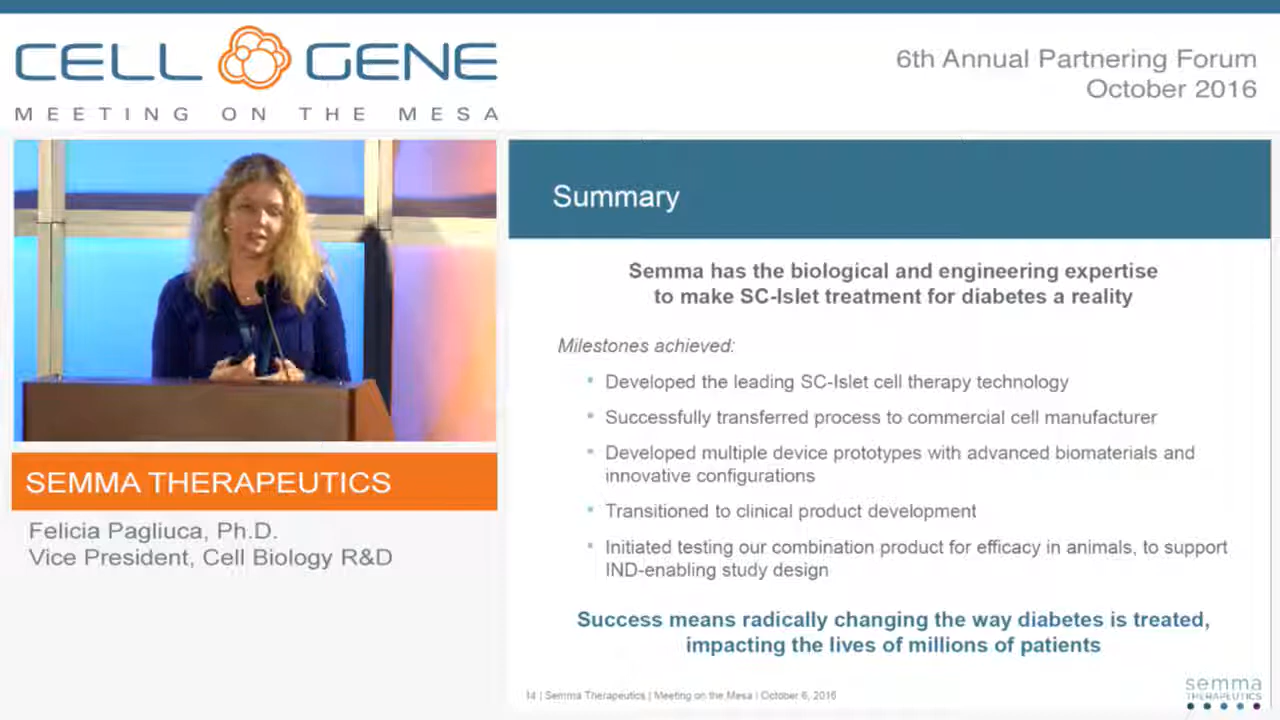 CELL GENE
MEETING ON THE MESA
6th Annual Partnering Forum
October 2016
SEMMA THERAPEUTICS
Felicia Pagliuca, Ph.D.
Vice President, Cell Biology R&D
Summary
Semma has the biological and engineering expertise
to make SC-Islet treatment for diabetes a reality
Milestones achieved:
• Developed the leading SC-Islet cell therapy technology
• Successfully transferred process to commercial cell manufacturer
• Developed multiple device prototypes with advanced biomaterials and
innovative configurations
• Transitioned to clinical product development
• Initiated testing our combination product for efficacy in animals, to support
IND-enabling study design
Success means radically changing the way diabetes is treated,
impacting the lives of millions of patients
14 | Semma Therapeutics | Meeting on the Mesa | October 6, 2016
semma
THERAPEUTICS